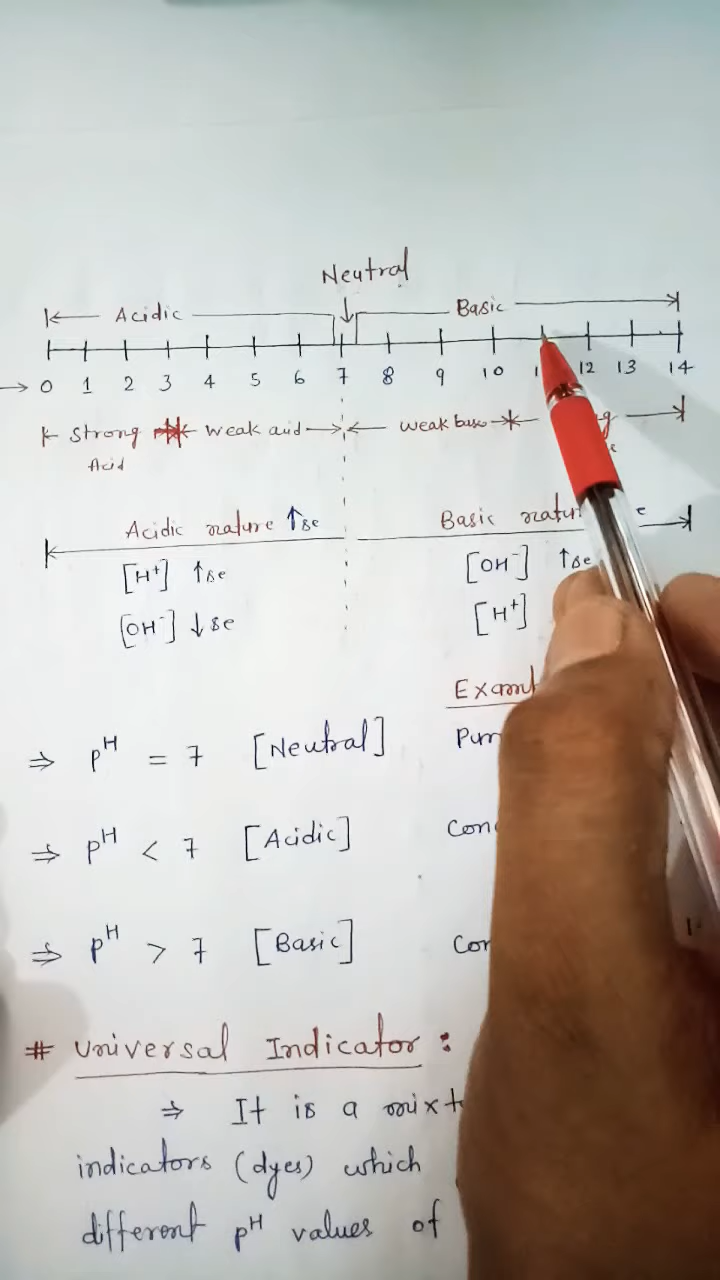 Neutral
Acidic Basic
0 1 2 3 4 5 6 7 8 9 10 12 13 14
Strong weak acid weak base
Acid
Acidic nature ↑se Basic
[H⁺] ↑se [OH⁻] ↑se
[OH⁻] ↓se [H⁺]
⇒ pH = 7 [Neutral]
⇒ pH < 7 [Acidic]
⇒ pH > 7 [Basic]
# Universal Indicator :
⇒ It is a
indicators (dyes) which
different pH values of